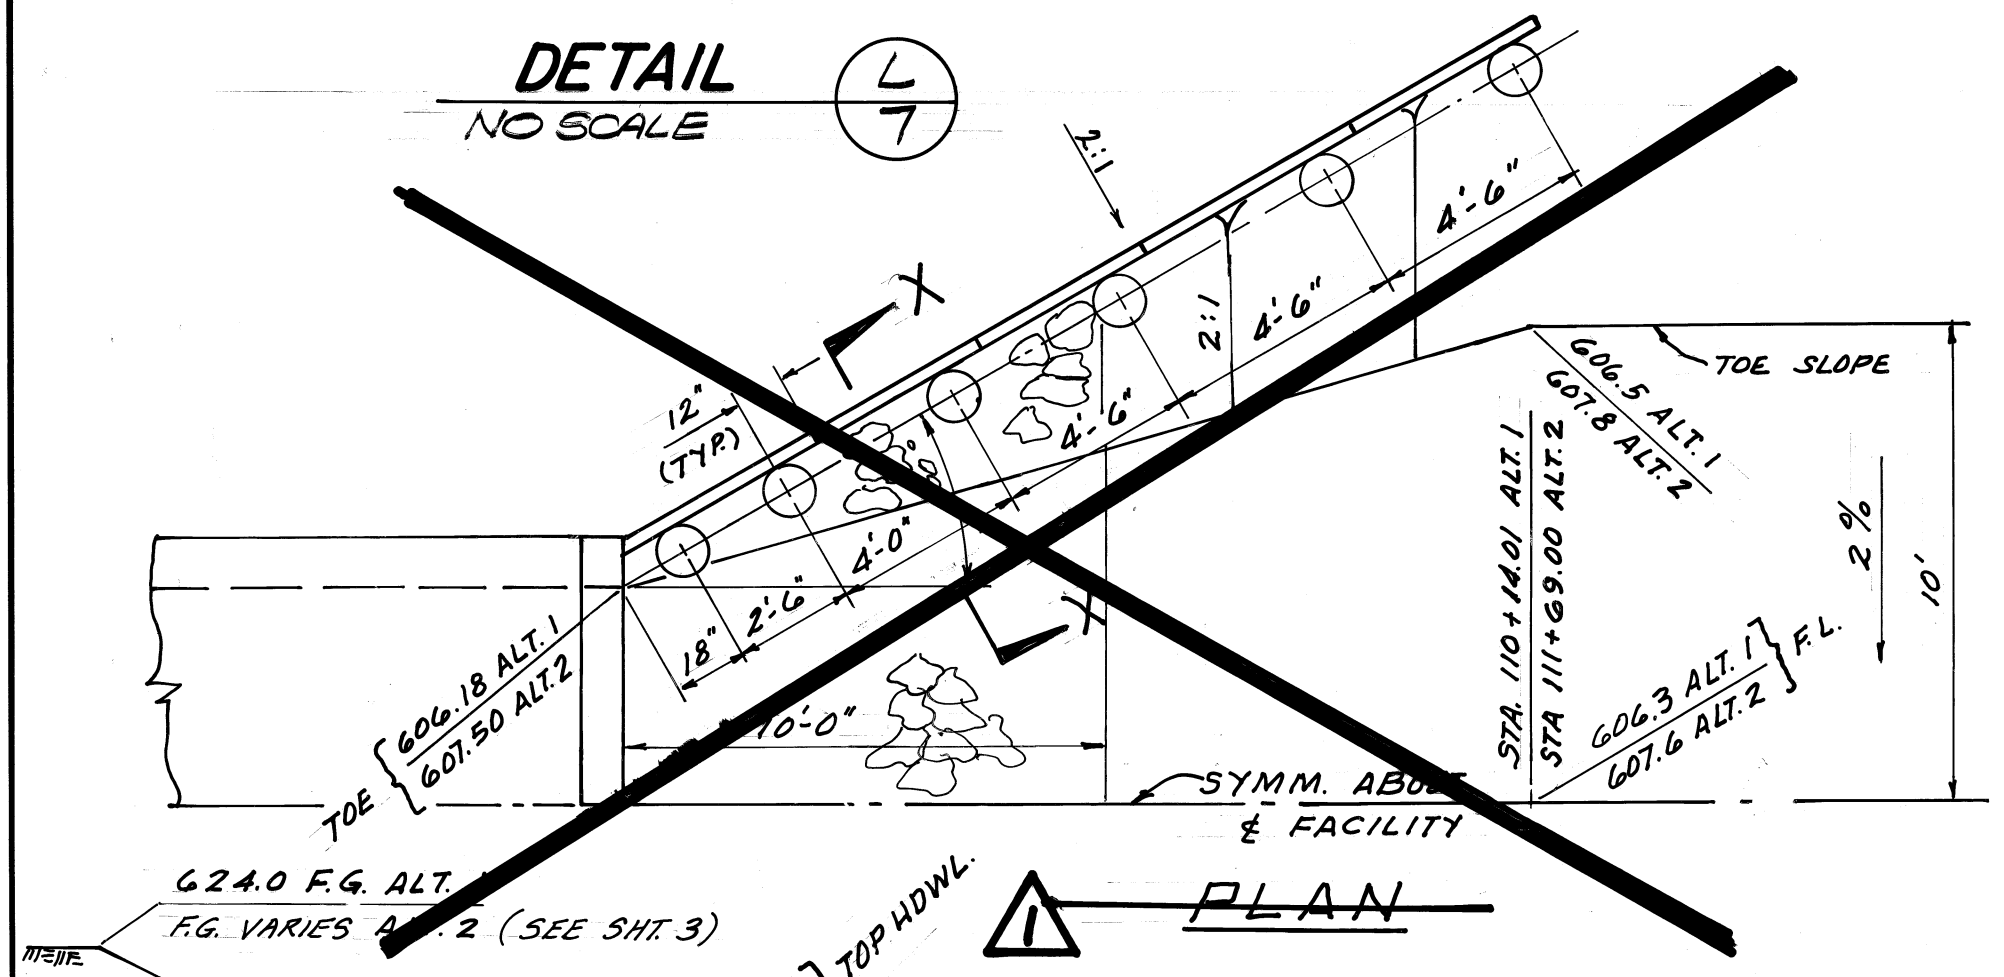 DETAIL
NO SCALE
L
7
2:1
X
12"
(TYP.)
4'-6"
4'-6"
2:1
4'-6"
4'-0"
2'-6"
18"
10'-0"
X
TOE SLOPE
606.5 ALT. 1
607.8 ALT. 2
STA. 110+14.01 ALT. 1
STA 111+69.00 ALT. 2
2%
10'
606.3 ALT. 1
607.6 ALT. 2
F.L.
TOE
606.18 ALT. 1
607.50 ALT. 2
SYMM. ABOUT
℄ FACILITY
624.0 F.G. ALT.
F.G. VARIES ALT. 2 (SEE SHT. 3)
TOP HDWL.
1
PLAN